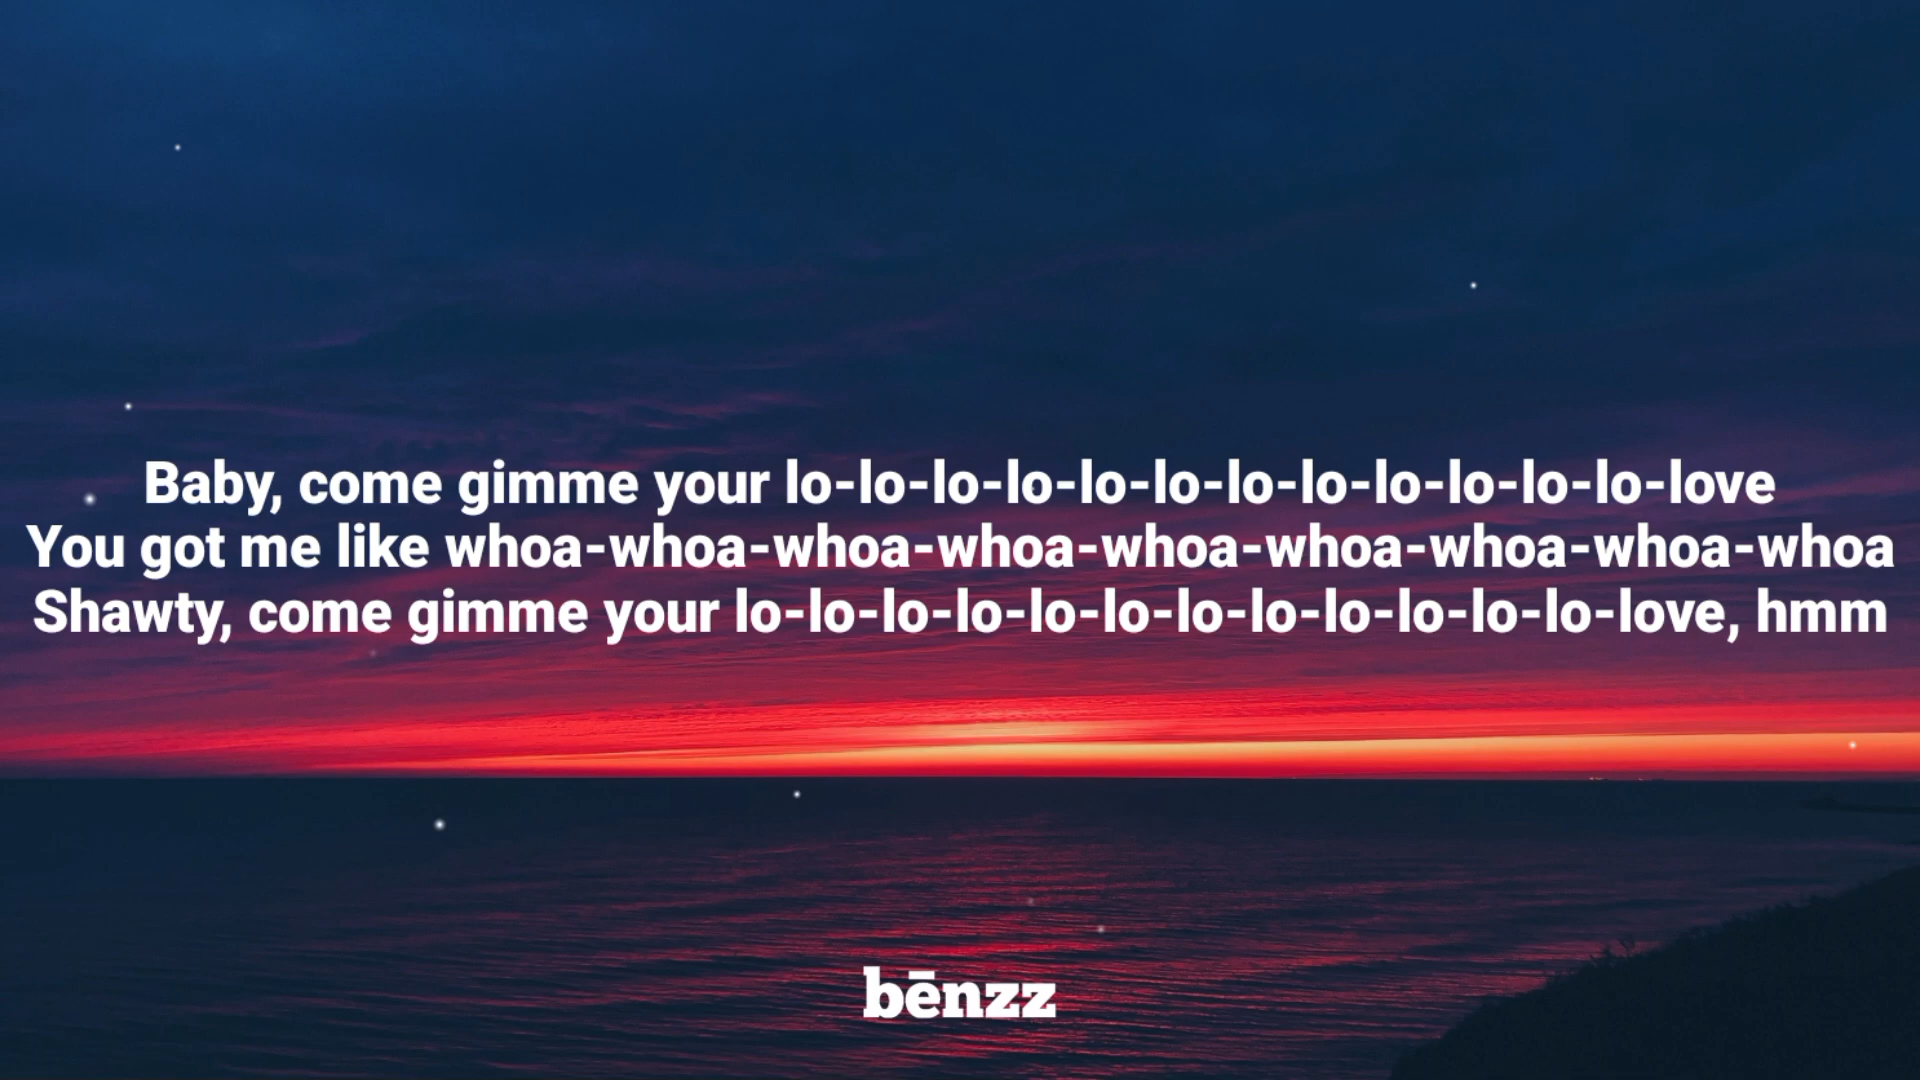 Baby, come gimme your lo-lo-lo-lo-lo-lo-lo-lo-lo-lo-lo-lo-love
You got me like whoa-whoa-whoa-whoa-whoa-whoa-whoa-whoa-whoa
Shawty, come gimme your lo-lo-lo-lo-lo-lo-lo-lo-lo-lo-lo-lo-love, hmm
bēnzz